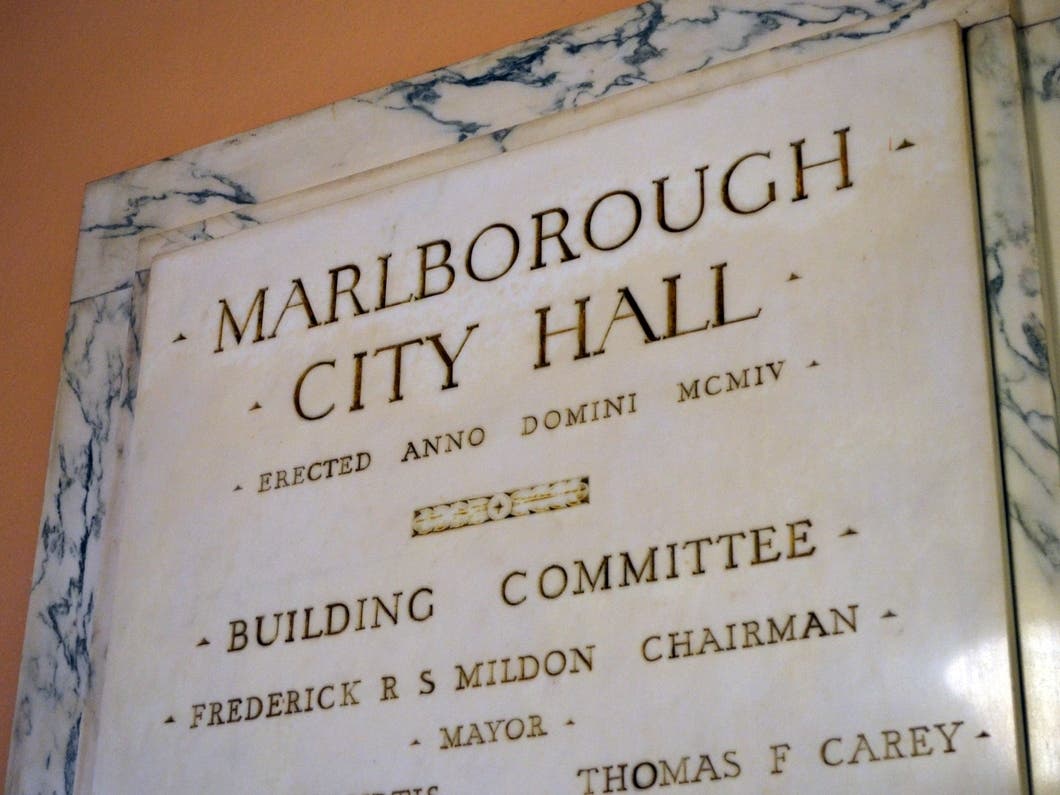 MARLBOROUGH
CITY HALL
ERECTED ANNO DOMINI MCMIV
BUILDING COMMITTEE
FREDERICK R S MILDON CHAIRMAN
MAYOR
THOMAS F CAREY